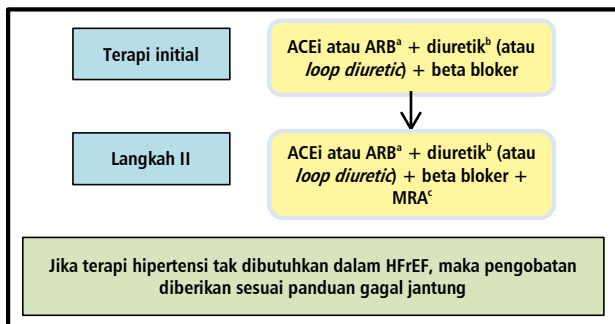 Terapi initial
ACEi atau ARBᵃ + diuretikᵇ (atau
loop diuretic) + beta bloker
Langkah II
ACEi atau ARBᵃ + diuretikᵇ (atau
loop diuretic) + beta bloker +
MRAᶜ
Jika terapi hipertensi tak dibutuhkan dalam HFrEF, maka pengobatan
diberikan sesuai panduan gagal jantung